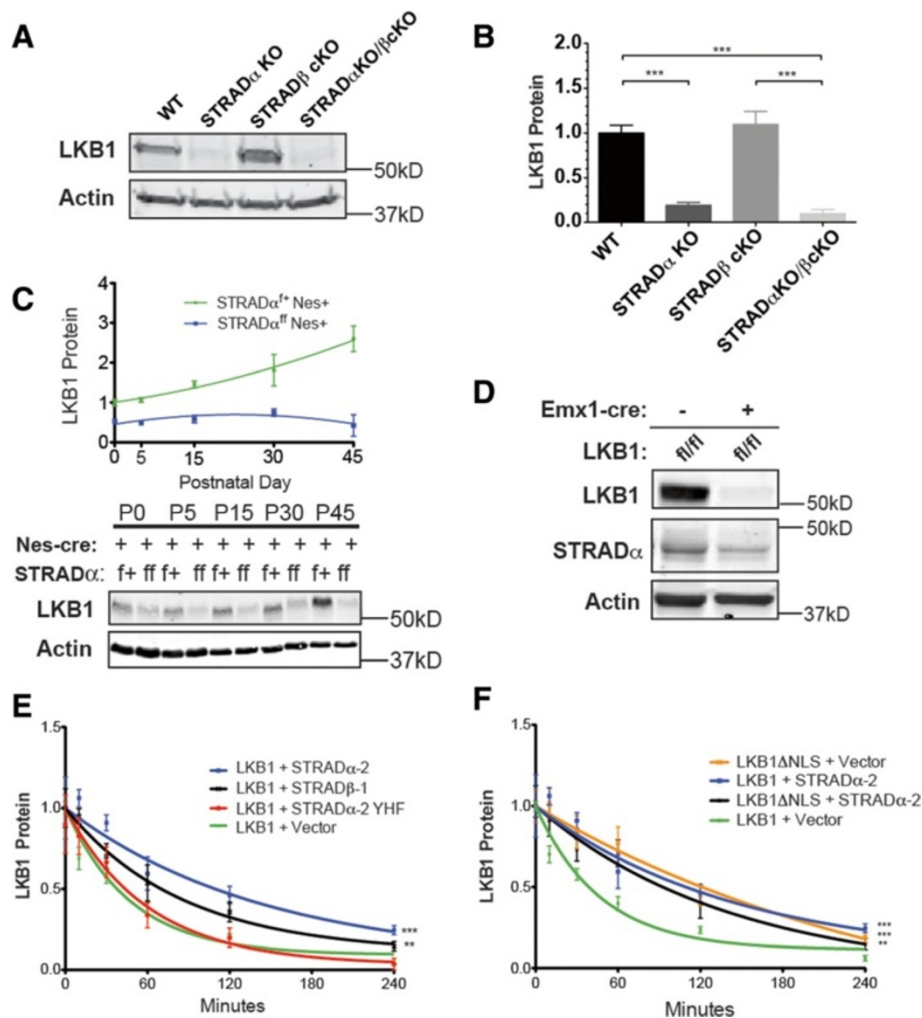 A
WT
STRADα KO
STRADβ cKO
STRADαKO/βcKO
LKB1
50kD
Actin
37kD
B
LKB1 Protein
2.0
1.5
1.0
0.5
0.0
***
***
***
WT
STRADα KO
STRADβ cKO
STRADαKO/βcKO
C
LKB1 Protein
4
3
2
1
0
STRADαf+ Nes+
STRADαff Nes+
0 5 15 30 45
Postnatal Day
P0 P5 P15 P30 P45
Nes-cre: + + + + + + + + + +
STRADα: f+ ff f+ ff f+ ff f+ ff f+ ff
LKB1
50kD
Actin
37kD
D
Emx1-cre: - +
LKB1: fl/fl fl/fl
LKB1
50kD
50kD
STRADα
Actin
37kD
E
LKB1 Protein
1.5
1.0
0.5
0.0
LKB1 + STRADα-2
LKB1 + STRADβ-1
LKB1 + STRADα-2 YHF
LKB1 + Vector
***
**
0 60 120 180 240
Minutes
F
LKB1 Protein
1.5
1.0
0.5
0.0
LKB1ΔNLS + Vector
LKB1 + STRADα-2
LKB1ΔNLS + STRADα-2
LKB1 + Vector
***
***
**
0 60 120 180 240
Minutes